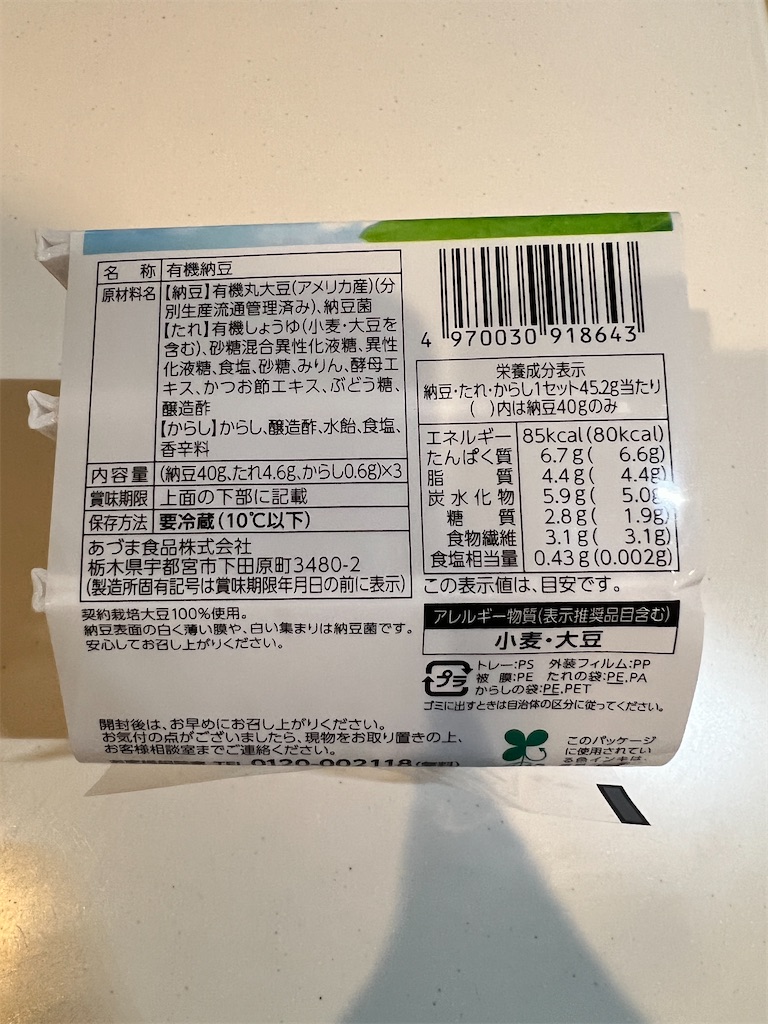 名 称 有機納豆
原材料名 【納豆】有機丸大豆(アメリカ産)(分
別生産流通管理済み)、納豆菌
【たれ】有機しょうゆ(小麦・大豆を
含む)、砂糖混合異性化液糖、異性
化液糖、食塩、砂糖、みりん、酵母エ
キス、かつお節エキス、ぶどう糖、
醸造酢
【からし】からし、醸造酢、水飴、食塩、
香辛料
内容量 (納豆40g、たれ4.6g、からし0.6g)×3
賞味期限 上面の下部に記載
保存方法 要冷蔵(10℃以下)
あづま食品株式会社
栃木県宇都宮市下田原町3480-2
(製造所固有記号は賞味期限年月日の前に表示)
契約栽培大豆100%使用。
納豆表面の白く薄い膜や、白い集まりは納豆菌です。
安心してお召し上がりください。
開封後は、お早めにお召し上がりください。
お気付の点がございましたら、現物をお取り置きの上、
お客様相談室までご連絡ください。
お客様相談室 TEL 0120-002118(無料)
4 970030 918643
栄養成分表示
納豆・たれ・からし1セット45.2g当たり
( )内は納豆40gのみ
エネルギー 85kcal(80kcal)
たんぱく質 6.7g( 6.6g)
脂 質 4.4g( 4.4g)
炭水化物 5.9g( 5.0g)
糖 質 2.8g( 1.9g)
食物繊維 3.1g( 3.1g)
食塩相当量 0.43g(0.002g)
この表示値は、目安です。
アレルギー物質(表示推奨品目含む)
小麦・大豆
プラ
トレー:PS 外装フィルム:PP
被 膜:PE たれの袋:PE,PA
からしの袋:PE,PET
ゴミに出すときは自治体の区分に従ってください。
このパッケージ
に使用されてい
る色インキは、